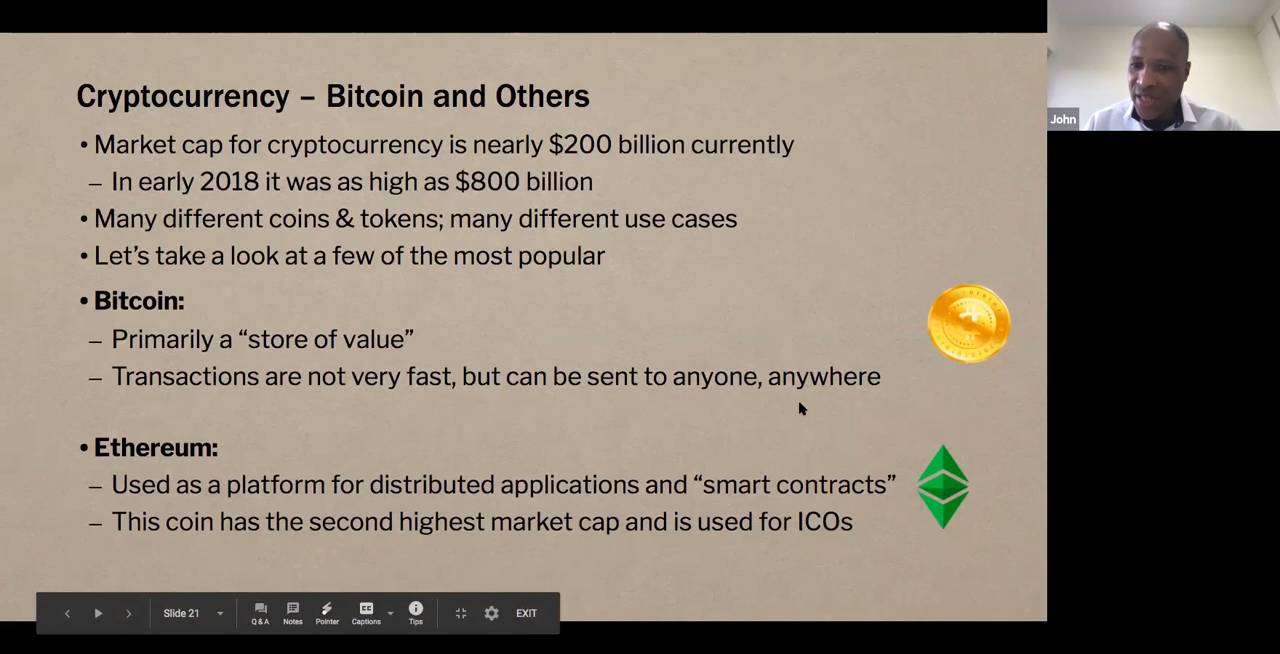 Cryptocurrency – Bitcoin and Others
• Market cap for cryptocurrency is nearly $200 billion currently
– In early 2018 it was as high as $800 billion
• Many different coins & tokens; many different use cases
• Let’s take a look at a few of the most popular
• Bitcoin:
– Primarily a “store of value”
– Transactions are not very fast, but can be sent to anyone, anywhere
• Ethereum:
– Used as a platform for distributed applications and “smart contracts”
– This coin has the second highest market cap and is used for ICOs
John
Slide 21
Q & A
Notes
Pointer
CC
Captions
Tips
EXIT